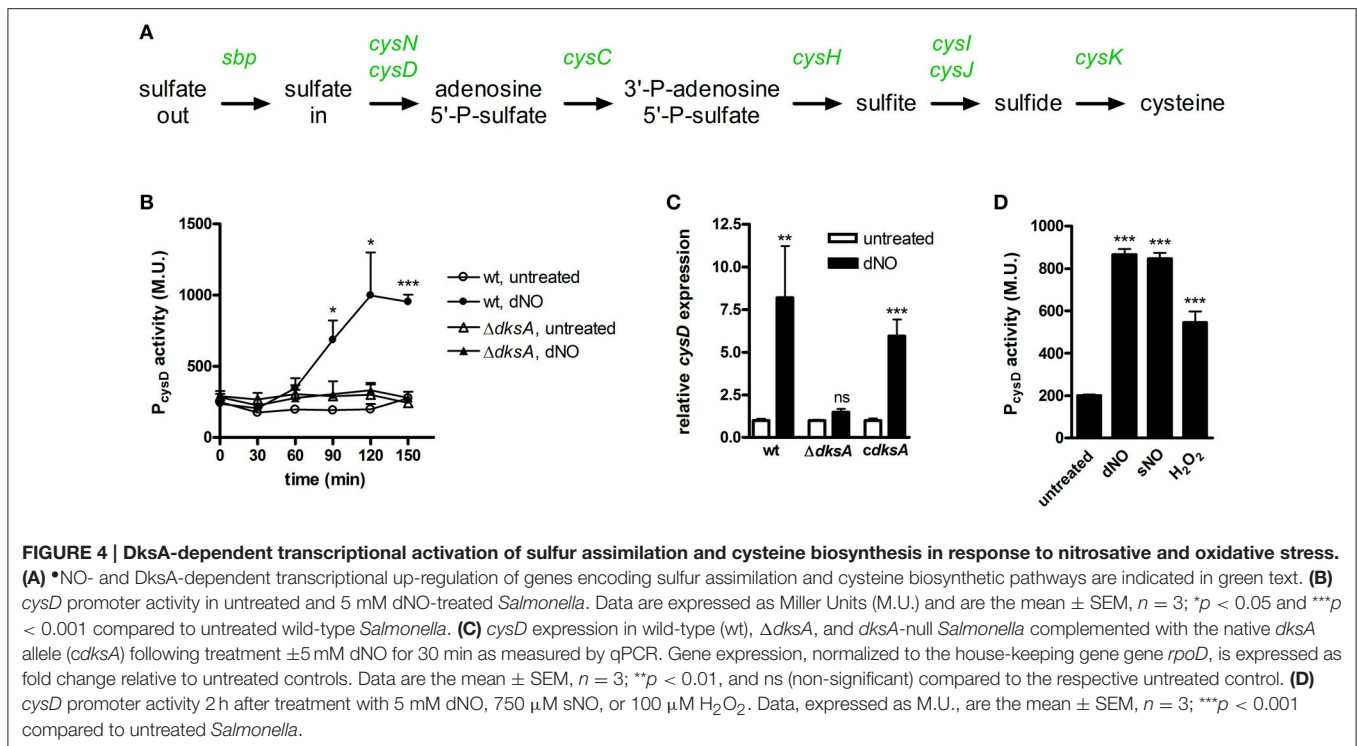 A
sbp
cysN
cysD
cysC
cysH
cysI
cysJ
cysK
sulfate
out
sulfate
in
adenosine
5'-P-sulfate
3'-P-adenosine
5'-P-sulfate
sulfite
sulfide
cysteine
B
PcysD activity (M.U.)
1500
1000
500
0
0 30 60 90 120 150
time (min)
* * ***
wt, untreated
wt, dNO
ΔdksA, untreated
ΔdksA, dNO
C
relative cysD expression
12.5
10.0
7.5
5.0
2.5
0.0
** ns ***
untreated
dNO
wt ΔdksA cdksA
D
PcysD activity (M.U.)
1000
800
600
400
200
0
*** *** ***
untreated
dNO
sNO
H₂O₂
FIGURE 4 | DksA-dependent transcriptional activation of sulfur assimilation and cysteine biosynthesis in response to nitrosative and oxidative stress.
(A) •NO- and DksA-dependent transcriptional up-regulation of genes encoding sulfur assimilation and cysteine biosynthetic pathways are indicated in green text. (B)
cysD promoter activity in untreated and 5 mM dNO-treated Salmonella. Data are expressed as Miller Units (M.U.) and are the mean ± SEM, n = 3; *p < 0.05 and ***p
< 0.001 compared to untreated wild-type Salmonella. (C) cysD expression in wild-type (wt), ΔdksA, and dksA-null Salmonella complemented with the native dksA
allele (cdksA) following treatment ±5 mM dNO for 30 min as measured by qPCR. Gene expression, normalized to the house-keeping gene gene rpoD, is expressed as
fold change relative to untreated controls. Data are the mean ± SEM, n = 3; **p < 0.01, and ns (non-significant) compared to the respective untreated control. (D)
cysD promoter activity 2 h after treatment with 5 mM dNO, 750 μM sNO, or 100 μM H₂O₂. Data, expressed as M.U., are the mean ± SEM, n = 3; ***p < 0.001
compared to untreated Salmonella.